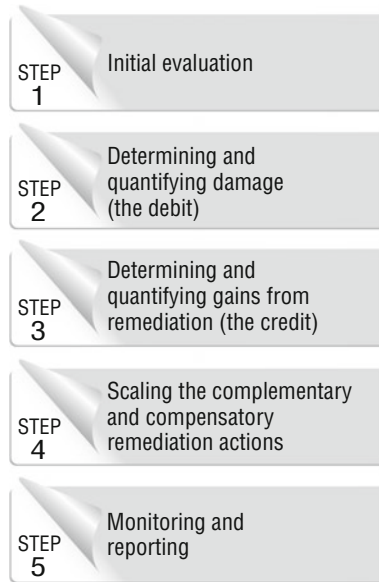 STEP
1
Initial evaluation
STEP
2
Determining and
quantifying damage
(the debit)
STEP
3
Determining and
quantifying gains from
remediation (the credit)
STEP
4
Scaling the complementary
and compensatory
remediation actions
STEP
5
Monitoring and
reporting